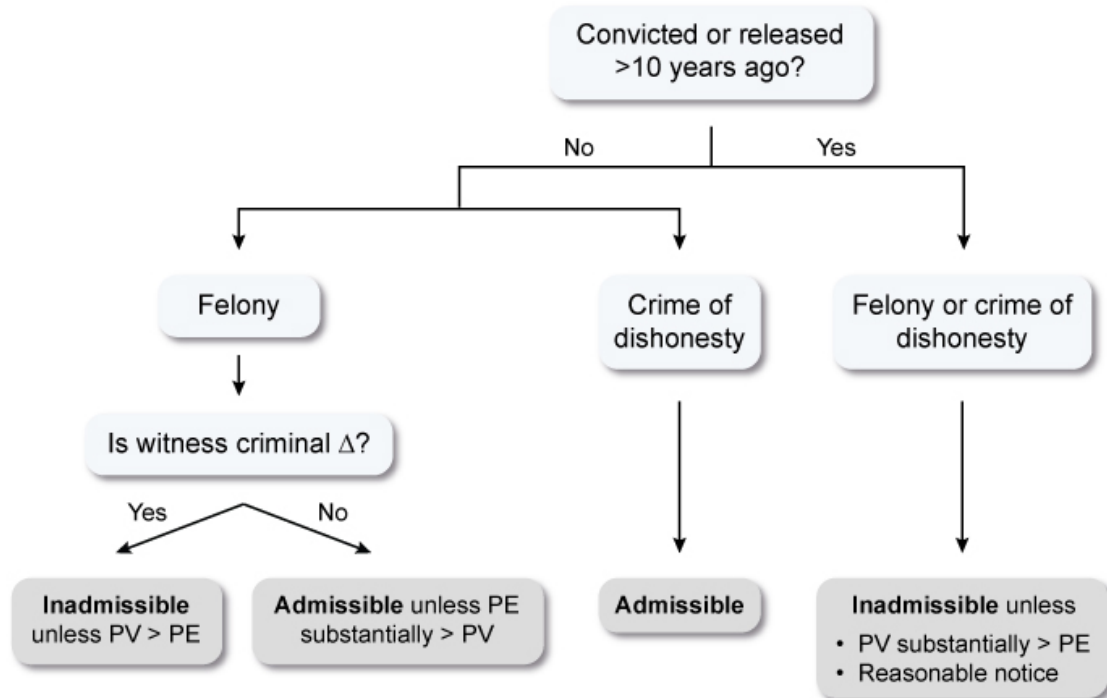 Convicted or released
>10 years ago?
No
Yes
Felony
Crime of
dishonesty
Felony or crime of
dishonesty
Is witness criminal Δ?
Yes
No
Inadmissible
unless PV > PE
Admissible unless PE
substantially > PV
Admissible
Inadmissible unless
• PV substantially > PE
• Reasonable notice